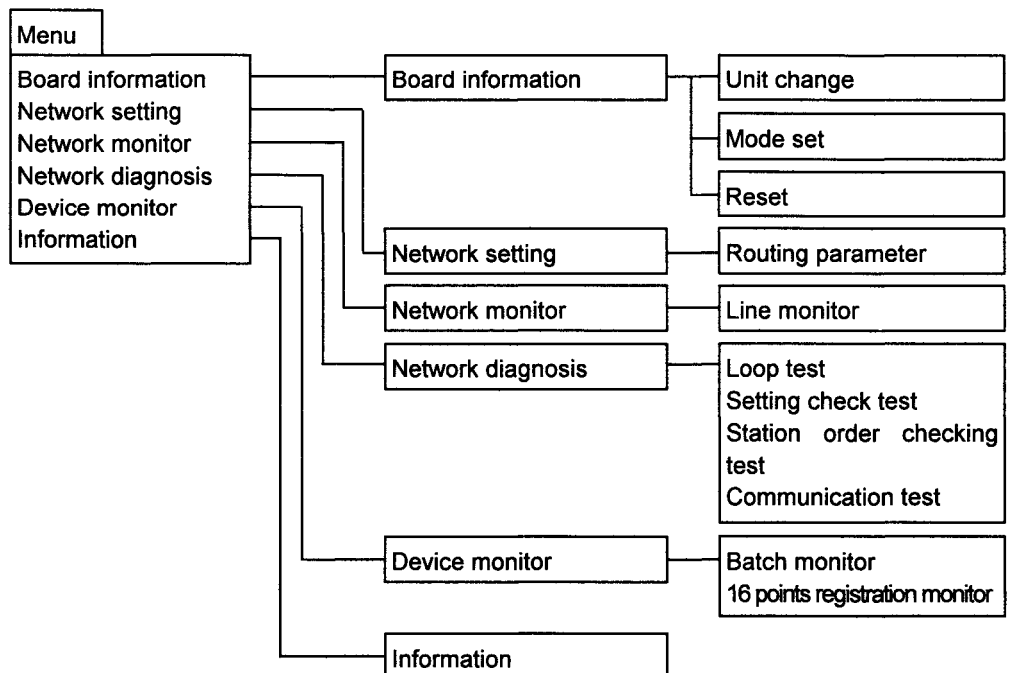 Menu
Board information
Network setting
Network monitor
Network diagnosis
Device monitor
Information
Board information
Unit change
Mode set
Reset
Network setting
Routing parameter
Network monitor
Line monitor
Network diagnosis
Loop test
Setting check test
Station order checking
test
Communication test
Device monitor
Batch monitor
16 points registration monitor
Information